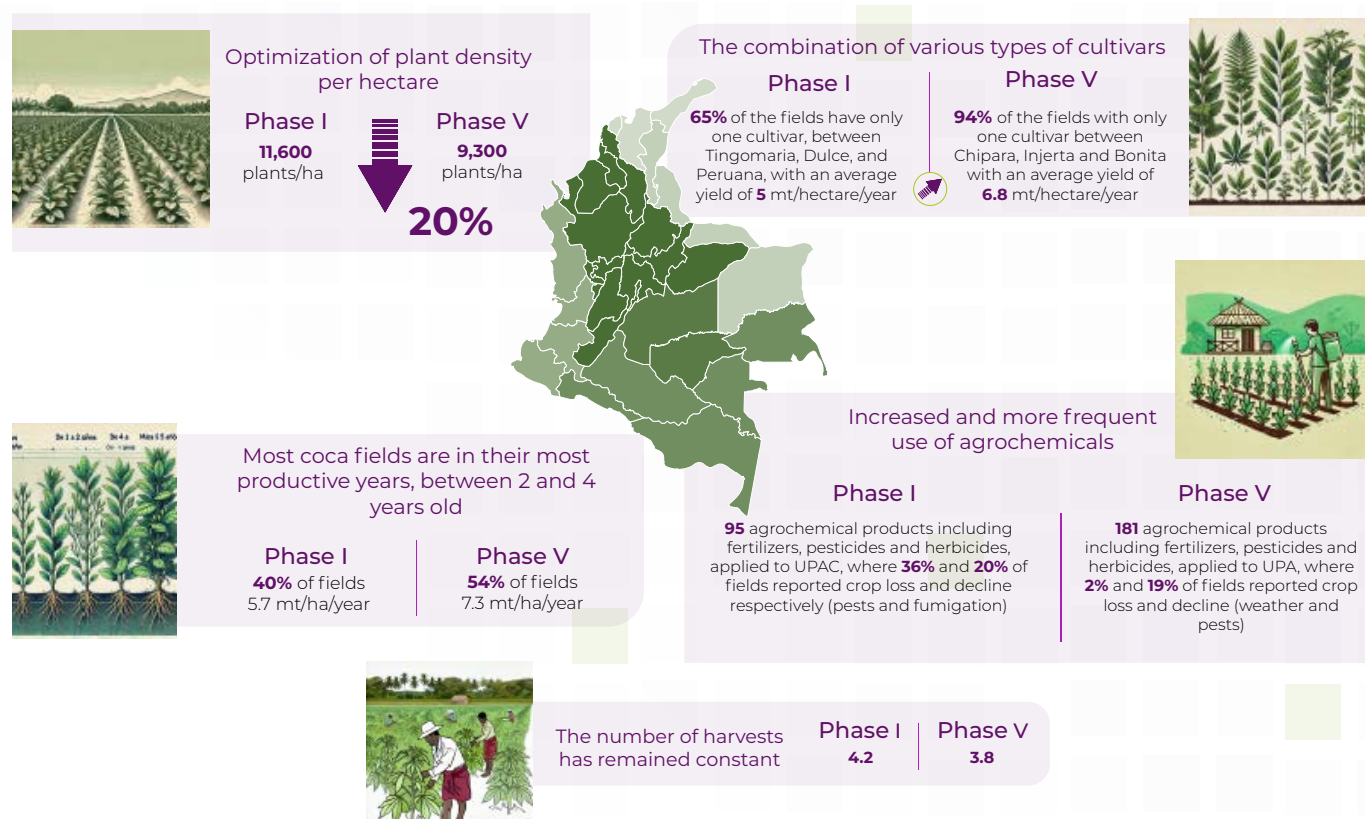 Optimization of plant density
per hectare
Phase I
11,600
plants/ha
Phase V
9,300
plants/ha
20%
The combination of various types of cultivars
Phase I
65% of the fields have only
one cultivar, between
Tingomaria, Dulce, and
Peruana, with an average
yield of 5 mt/hectare/year
Phase V
94% of the fields with only
one cultivar between
Chipara, Injerta and Bonita
with an average yield of
6.8 mt/hectare/year
Most coca fields are in their most
productive years, between 2 and 4
years old
Phase I
40% of fields
5.7 mt/ha/year
Phase V
54% of fields
7.3 mt/ha/year
Increased and more frequent
use of agrochemicals
Phase I
95 agrochemical products including
fertilizers, pesticides and herbicides,
applied to UPAC, where 36% and 20% of
fields reported crop loss and decline
respectively (pests and fumigation)
Phase V
181 agrochemical products
including fertilizers, pesticides and
herbicides, applied to UPA, where
2% and 19% of fields reported crop
loss and decline (weather and
pests)
The number of harvests
has remained constant
Phase I
4.2
Phase V
3.8